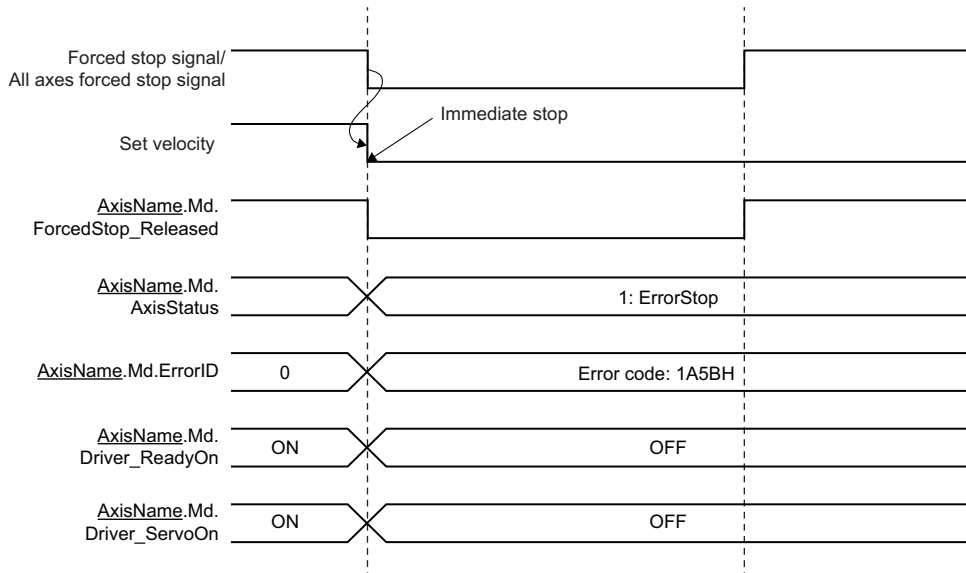 Forced stop signal/
All axes forced stop signal
Immediate stop
Set velocity
AxisName.Md.
ForcedStop_Released
AxisName.Md.
AxisStatus
1: ErrorStop
AxisName.Md.ErrorID
0
Error code: 1A5BH
AxisName.Md.
Driver_ReadyOn
ON
OFF
AxisName.Md.
Driver_ServoOn
ON
OFF